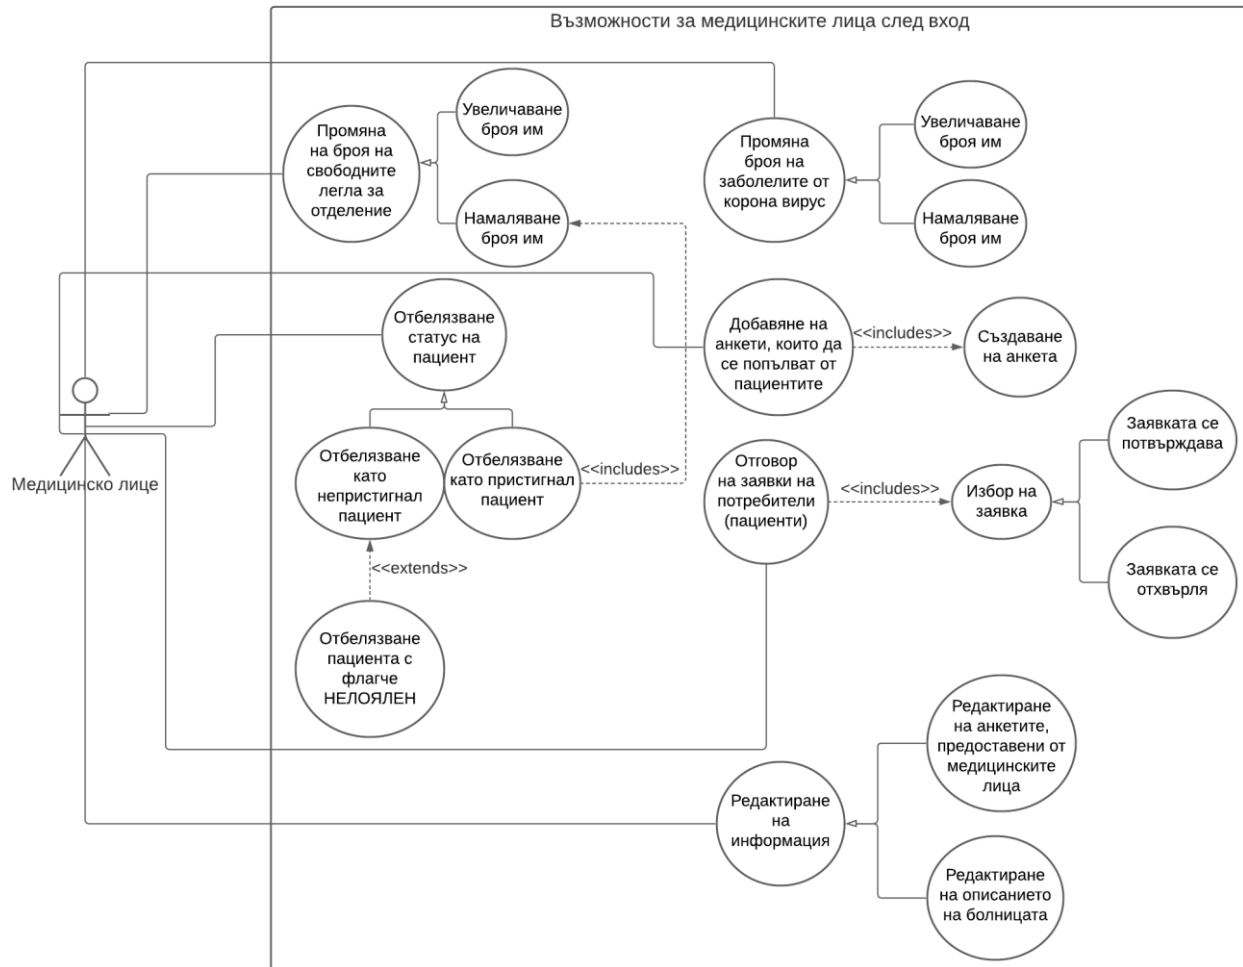 Възможности за медицинските лица след вход
Промяна
на броя на
свободните
легла за
отделение
Увеличаване
броя им
Намаляване
броя им
Промяна
броя на
заболелите от
корона вирус
Увеличаване
броя им
Намаляване
броя им
Отбелязване
статус на
пациент
Добавяне на
анкети, които да
се попълват от
пациентите
<<includes>>
Създаване
на анкета
Медицинско лице
Отбелязване
като
непристигнал
пациент
Отбелязване
като пристигнал
пациент
<<includes>>
Отговор
на заявки на
потребители
(пациенти)
<<includes>>
Избор на
заявка
Заявката се
потвърждава
Заявката се
отхвърля
<<extends>>
Отбелязване
пациента с
флагче
НЕЛОЯЛЕН
Редактиране
на
информация
Редактиране
на анкетите,
предоставени от
медицинските
лица
Редактиране
на описанието
на болницата